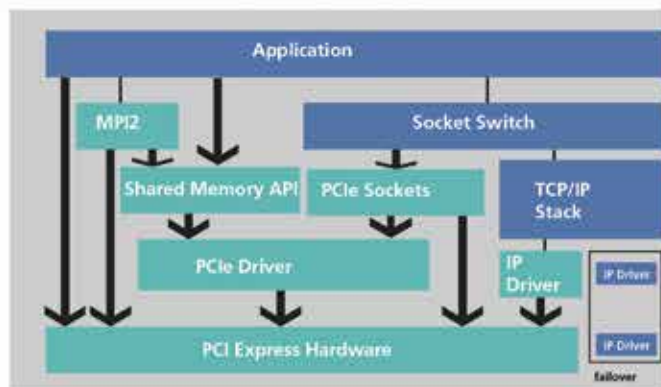 Application
MPI2
Socket Switch
Shared Memory API
PCIe Sockets
TCP/IP
Stack
PCIe Driver
IP
Driver
IP Driver
PCI Express Hardware
IP Driver
failover